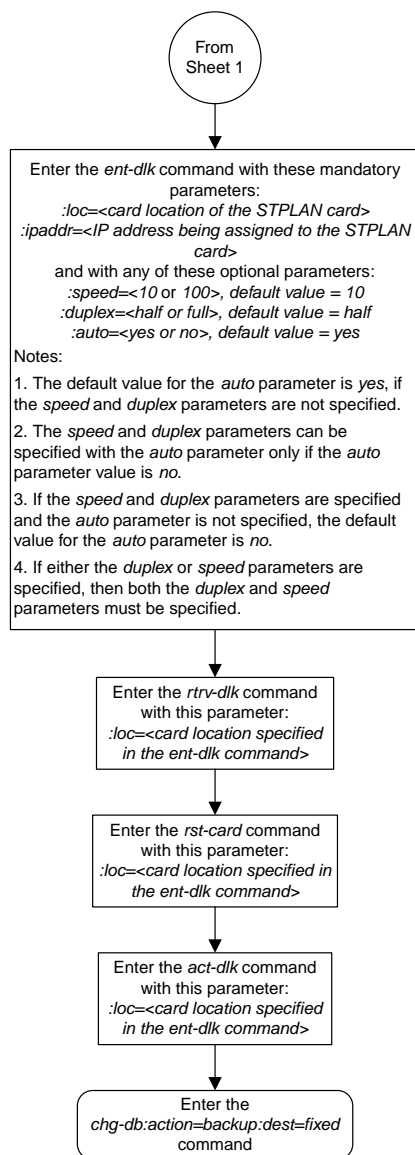 From
Sheet 1
Enter the ent-dlk command with these mandatory
parameters:
:loc=<card location of the STPLAN card>
:ipaddr=<IP address being assigned to the STPLAN
card>
and with any of these optional parameters:
:speed=<10 or 100>, default value = 10
:duplex=<half or full>, default value = half
:auto=<yes or no>, default value = yes
Notes:
1. The default value for the auto parameter is yes, if
the speed and duplex parameters are not specified.
2. The speed and duplex parameters can be
specified with the auto parameter only if the auto
parameter value is no.
3. If the speed and duplex parameters are specified
and the auto parameter is not specified, the default
value for the auto parameter is no.
4. If either the duplex or speed parameters are
specified, then both the duplex and speed
parameters must be specified.
Enter the rtrv-dlk command
with this parameter:
:loc=<card location specified
in the ent-dlk command>
Enter the rst-card command
with this parameter:
:loc=<card location specified in
the ent-dlk command>
Enter the act-dlk command
with this parameter:
:loc=<card location specified
in the ent-dlk command>
Enter the
chg-db:action=backup:dest=fixed
command